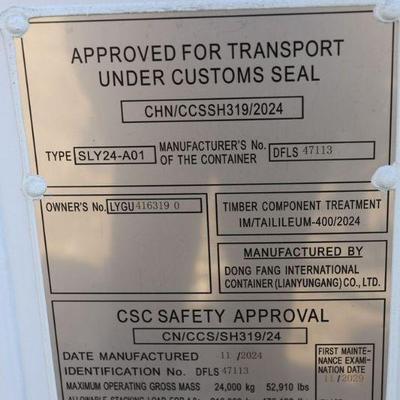 APPROVED FOR TRANSPORT
UNDER CUSTOMS SEAL
CHN/CCSSH319/2024
TYPE SLY24-A01
MANUFACTURER'S No.
OF THE CONTAINER
DFLS 47113
OWNER'S No. LYGU 416319 0
TIMBER COMPONENT TREATMENT
IM/TAILILEUM-400/2024
MANUFACTURED BY
DONG FANG INTERNATIONAL
CONTAINER (LIANYUNGANG) CO., LTD.
CSC SAFETY APPROVAL
CN/CCS/SH319/24
DATE MANUFACTURED 11/2024
IDENTIFICATION No. DFLS 47113
MAXIMUM OPERATING GROSS MASS 24,000 kg 52,910 lbs
FIRST MAINTE-
NANCE EXAMI-
NATION DATE
11/2029